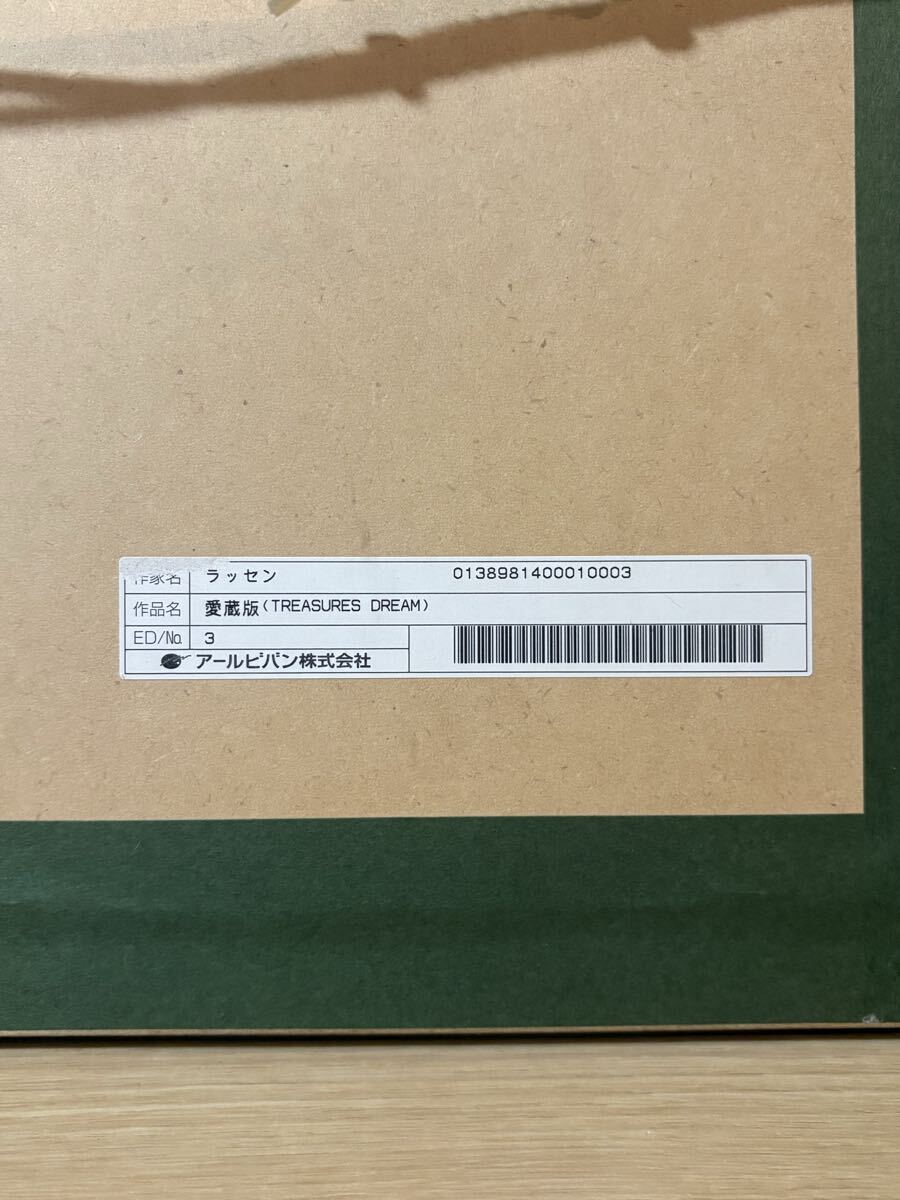 作家名 ラッセン 0138981400010003
作品名 愛蔵版(TREASURES DREAM)
ED/№ 3
アールビバン株式会社